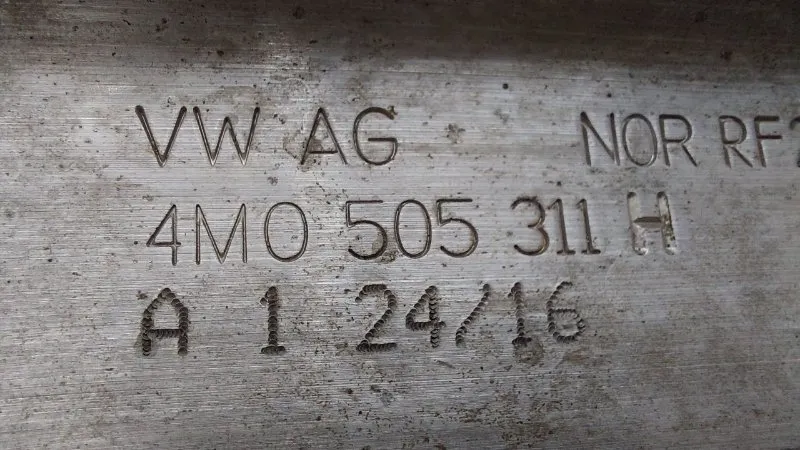 VW AG NOR RF
4M0 505 311 H
A 1 24/16